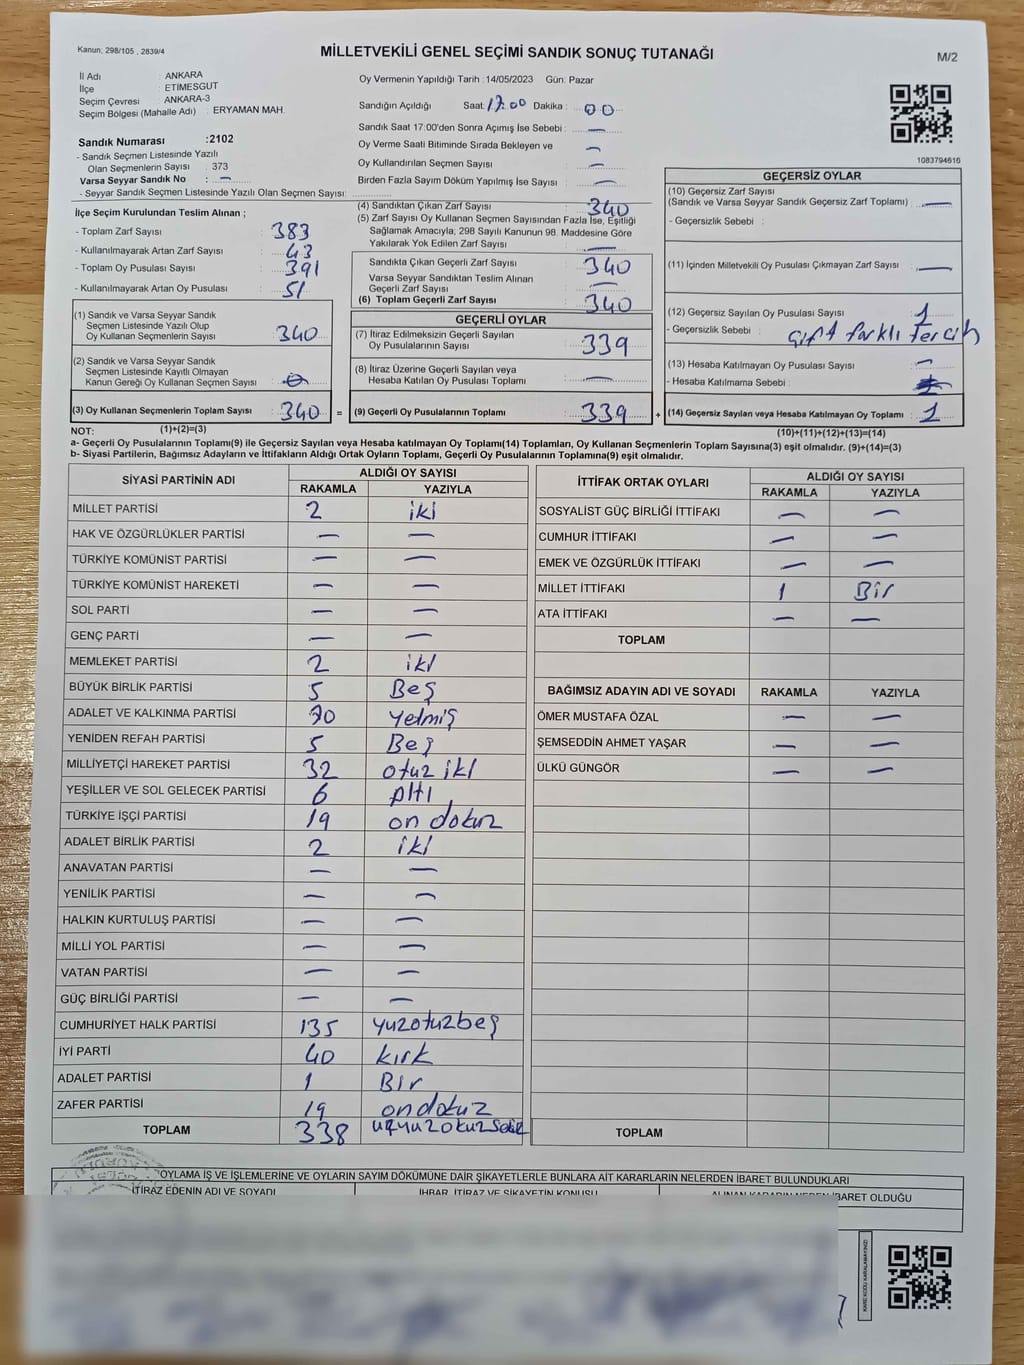 Kanun; 298/105 , 2839/4
MİLLETVEKİLİ GENEL SEÇİMİ SANDIK SONUÇ TUTANAĞI
M/2
İl Adı : ANKARA
İlçe : ETİMESGUT
Seçim Çevresi : ANKARA-3
Seçim Bölgesi (Mahalle Adı) : ERYAMAN MAH.
Oy Vermenin Yapıldığı Tarih :14/05/2023 Gün: Pazar
Sandığın Açıldığı Saat: 17:00 Dakika : 00
Sandık Saat 17:00'den Sonra Açımış İse Sebebi : —
Oy Verme Saati Bitiminde Sırada Bekleyen ve —
Oy Kullandırılan Seçmen Sayısı : —
Birden Fazla Sayım Döküm Yapılmış İse Sayısı : —
Sandık Numarası :2102
- Sandık Seçmen Listesinde Yazılı
Olan Seçmenlerin Sayısı : 373
Varsa Seyyar Sandık No : —
- Seyyar Sandık Seçmen Listesinde Yazılı Olan Seçmen Sayısı:
1083794616
İlçe Seçim Kurulundan Teslim Alınan ;
- Toplam Zarf Sayısı : 383
- Kullanılmayarak Artan Zarf Sayısı : 43
- Toplam Oy Pusulası Sayısı : 391
- Kullanılmayarak Artan Oy Pusulası : 51
(1) Sandık ve Varsa Seyyar Sandık
Seçmen Listesinde Yazılı Olup
Oy Kullanan Seçmenlerin Sayısı : 340
(2) Sandık ve Varsa Seyyar Sandık
Seçmen Listesinde Kayıtlı Olmayan
Kanun Gereği Oy Kullanan Seçmen Sayısı :
(3) Oy Kullanan Seçmenlerin Toplam Sayısı : 340 =
(1)+(2)=(3)
(4) Sandıktan Çıkan Zarf Sayısı : 340
(5) Zarf Sayısı Oy Kullanan Seçmen Sayısından Fazla İse, Eşitliği
Sağlamak Amacıyla; 298 Sayılı Kanunun 98. Maddesine Göre
Yakılarak Yok Edilen Zarf Sayısı : —
Sandıkta Çıkan Geçerli Zarf Sayısı : 340
Varsa Seyyar Sandıktan Teslim Alınan
Geçerli Zarf Sayısı : —
(6) Toplam Geçerli Zarf Sayısı : 340
GEÇERLİ OYLAR
(7) İtiraz Edilmeksizin Geçerli Sayılan
Oy Pusulalarının Sayısı : 339
(8) İtiraz Üzerine Geçerli Sayılan veya
Hesaba Katılan Oy Pusulası Toplamı : —
(9) Geçerli Oy Pusulalarının Toplamı : 339 +
GEÇERSİZ OYLAR
(10) Geçersiz Zarf Sayısı
(Sandık ve Varsa Seyyar Sandık Geçersiz Zarf Toplamı) : —
- Geçersizlik Sebebi :
(11) İçinden Milletvekili Oy Pusulası Çıkmayan Zarf Sayısı : —
(12) Geçersiz Sayılan Oy Pusulası Sayısı : 1
- Geçersizlik Sebebi : Çift farklı Tercih
(13) Hesaba Katılmayan Oy Pusulası Sayısı : —
- Hesaba Katılmama Sebebi :
(14) Geçersiz Sayılan veya Hesaba Katılmayan Oy Toplamı : 1
(10)+(11)+(12)+(13)=(14)
NOT:
a- Geçerli Oy Pusulalarının Toplamı(9) ile Geçersiz Sayılan veya Hesaba katılmayan Oy Toplamı(14) Toplamları, Oy Kullanan Seçmenlerin Toplam Sayısına(3) eşit olmalıdır. (9)+(14)=(3)
b- Siyasi Partilerin, Bağımsız Adayların ve İttifakların Aldığı Ortak Oyların Toplamı, Geçerli Oy Pusulalarının Toplamına(9) eşit olmalıdır.
SİYASİ PARTİNİN ADI ALDIĞI OY SAYISI
RAKAMLA YAZIYLA
MİLLET PARTİSİ 2 iki
HAK VE ÖZGÜRLÜKLER PARTİSİ — —
TÜRKİYE KOMÜNİST PARTİSİ — —
TÜRKİYE KOMÜNİST HAREKETİ — —
SOL PARTİ — —
GENÇ PARTİ — —
MEMLEKET PARTİSİ 2 iki
BÜYÜK BİRLİK PARTİSİ 5 Beş
ADALET VE KALKINMA PARTİSİ 70 yetmiş
YENİDEN REFAH PARTİSİ 5 Beş
MİLLİYETÇİ HAREKET PARTİSİ 32 otuz iki
YEŞİLLER VE SOL GELECEK PARTİSİ 6 Altı
TÜRKİYE İŞÇİ PARTİSİ 19 on dokuz
ADALET BİRLİK PARTİSİ 2 iki
ANAVATAN PARTİSİ — —
YENİLİK PARTİSİ — —
HALKIN KURTULUŞ PARTİSİ — —
MİLLİ YOL PARTİSİ — —
VATAN PARTİSİ — —
GÜÇ BİRLİĞİ PARTİSİ — —
CUMHURİYET HALK PARTİSİ 135 yüzotuzbeş
İYİ PARTİ 40 kırk
ADALET PARTİSİ 1 Bir
ZAFER PARTİSİ 19 ondokuz
TOPLAM 338
İTTİFAK ORTAK OYLARI ALDIĞI OY SAYISI
RAKAMLA YAZIYLA
SOSYALİST GÜÇ BİRLİĞİ İTTİFAKI — —
CUMHUR İTTİFAKI — —
EMEK VE ÖZGÜRLÜK İTTİFAKI — —
MİLLET İTTİFAKI 1 Bir
ATA İTTİFAKI — —
TOPLAM
BAĞIMSIZ ADAYIN ADI VE SOYADI RAKAMLA YAZIYLA
ÖMER MUSTAFA ÖZAL — —
ŞEMSEDDİN AHMET YAŞAR — —
ÜLKÜ GÜNGÖR — —
TOPLAM
OYLAMA İŞ VE İŞLEMLERİNE VE OYLARIN SAYIM DÖKÜMÜNE DAİR ŞİKAYETLERLE BUNLARA AİT KARARLARIN NELERDEN İBARET BULUNDUKLARI
İTİRAZ EDENİN ADI VE SOYADI İHBAR, İTİRAZ VE ŞİKAYETİN KONUSU ALINAN KARARIN NEDEN İBARET OLDUĞU
KARE KODU KARALAMAYINIZ!